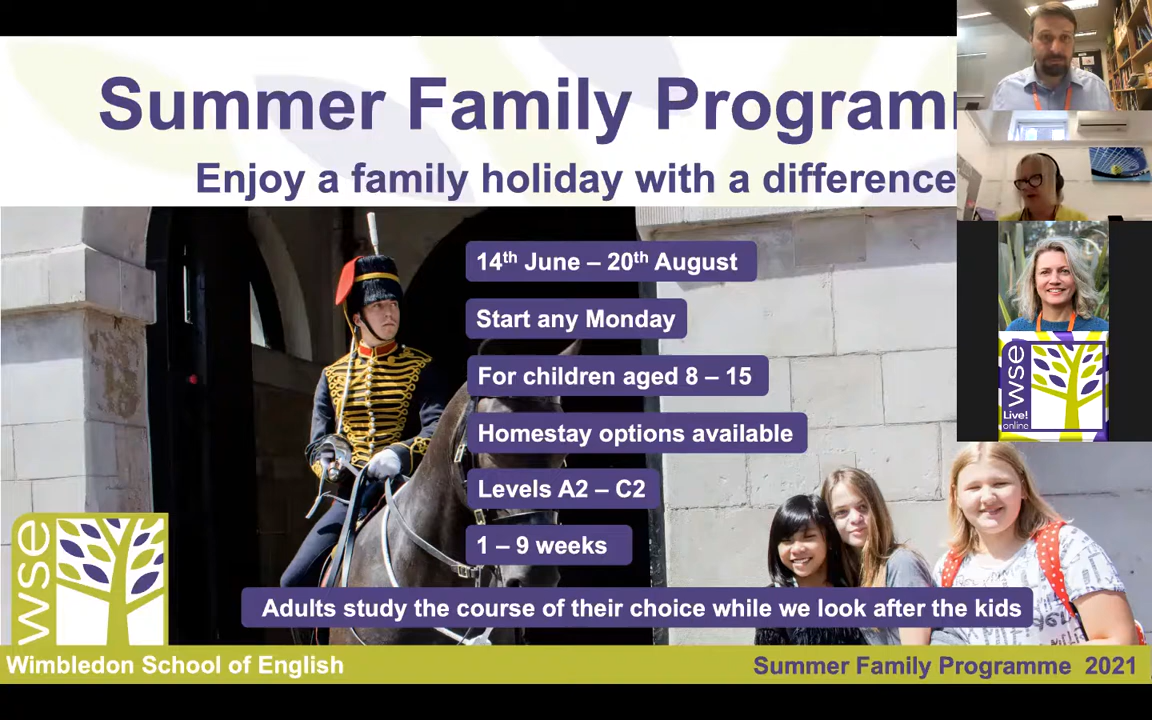 Summer Family Program
Enjoy a family holiday with a difference
14th June – 20th August
Start any Monday
For children aged 8 – 15
Homestay options available
Levels A2 – C2
1 – 9 weeks
Adults study the course of their choice while we look after the kids
wse
Wimbledon School of English
Summer Family Programme 2021
wse
Live!
online